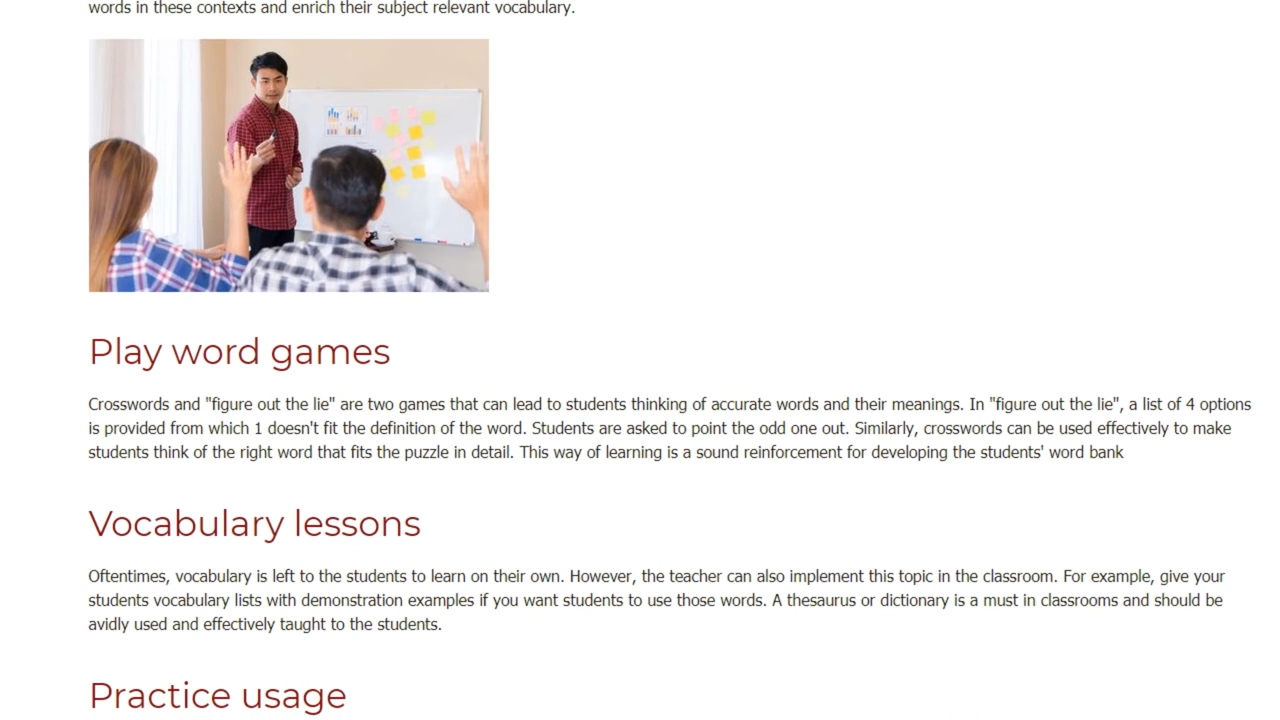 words in these contexts and enrich their subject relevant vocabulary.
Play word games
Crosswords and "figure out the lie" are two games that can lead to students thinking of accurate words and their meanings. In "figure out the lie", a list of 4 options
is provided from which 1 doesn't fit the definition of the word. Students are asked to point the odd one out. Similarly, crosswords can be used effectively to make
students think of the right word that fits the puzzle in detail. This way of learning is a sound reinforcement for developing the students' word bank
Vocabulary lessons
Oftentimes, vocabulary is left to the students to learn on their own. However, the teacher can also implement this topic in the classroom. For example, give your
students vocabulary lists with demonstration examples if you want students to use those words. A thesaurus or dictionary is a must in classrooms and should be
avidly used and effectively taught to the students.
Practice usage